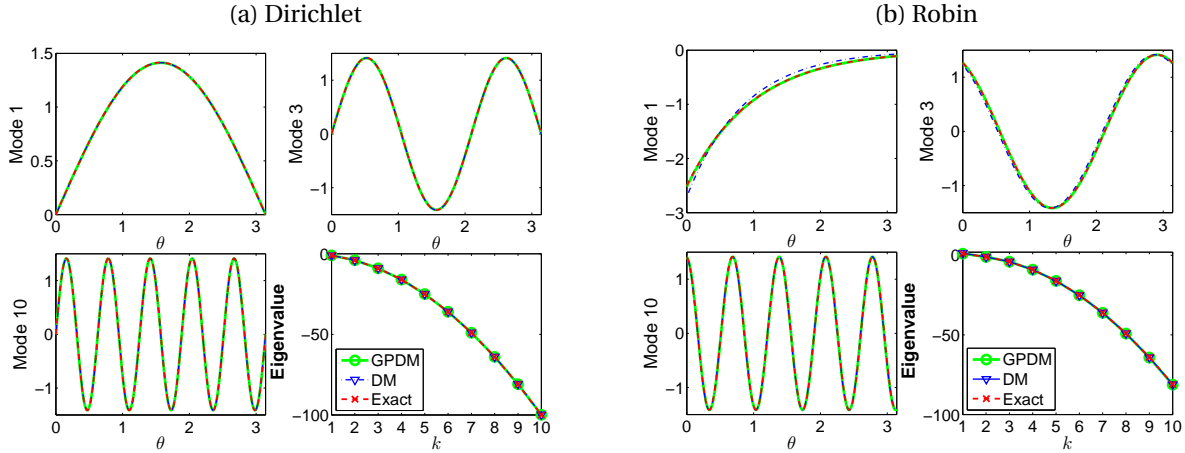 (a) Dirichlet
Mode 1
1.5
1
0.5
0
0 1 2 3
θ
Mode 3
1
0
−1
0 1 2 3
θ
Mode 10
1
0
−1
0 1 2 3
θ
Eigenvalue
0
−50
−100
GPDM
DM
Exact
1 2 3 4 5 6 7 8 9 10
k
(b) Robin
Mode 1
0
−1
−2
−3
0 1 2 3
θ
Mode 3
1
0
−1
0 1 2 3
θ
Mode 10
1
0
−1
0 1 2 3
θ
Eigenvalue
0
−50
−100
GPDM
DM
Exact
1 2 3 4 5 6 7 8 9 10
k